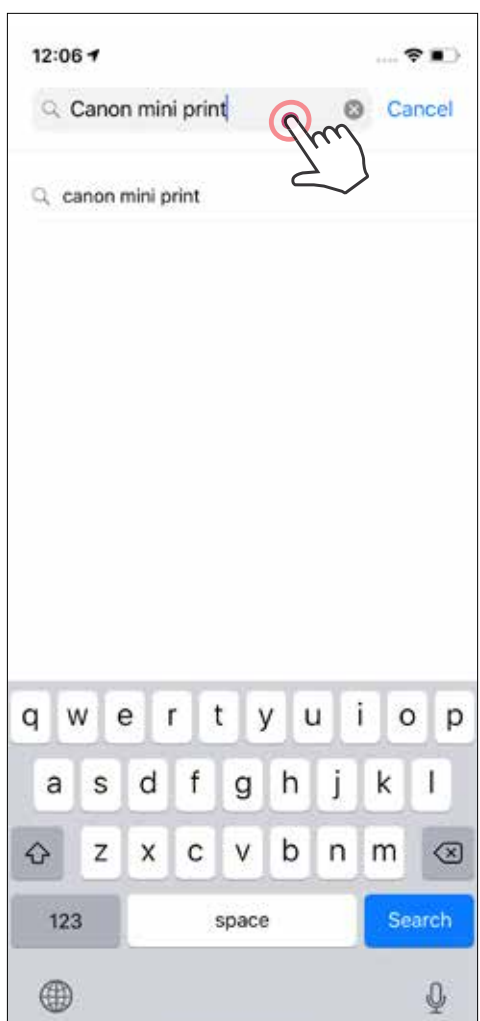 12:06
Canon mini print Cancel
canon mini print
q w e r t y u i o p
a s d f g h j k l
z x c v b n m
123 space Search